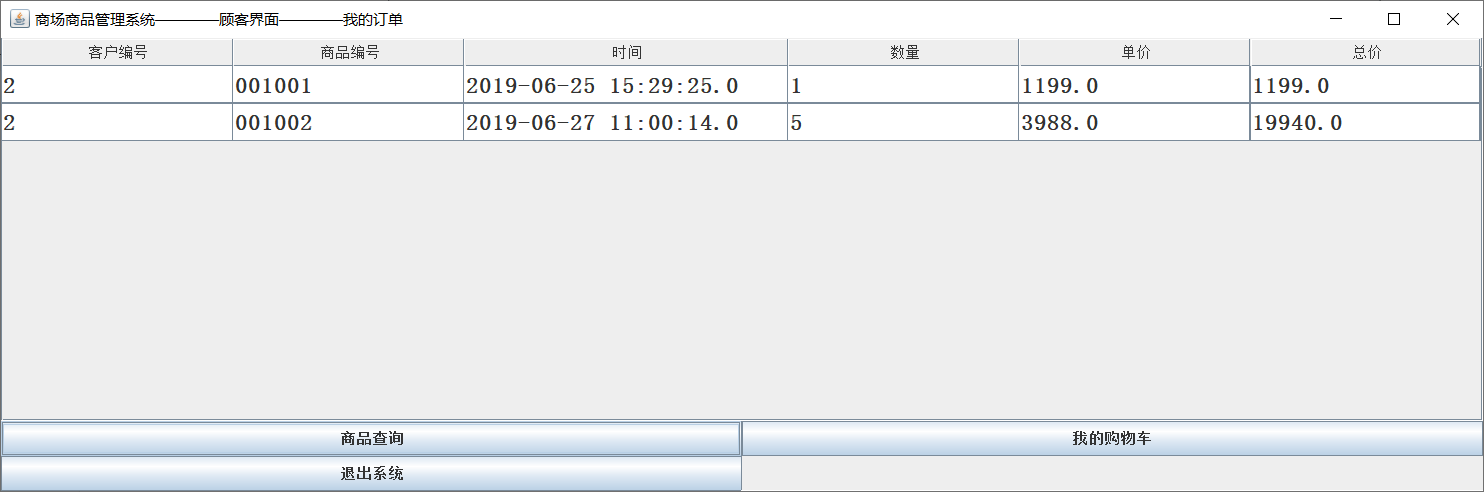 商场商品管理系统————顾客界面————我的订单
客户编号 商品编号 时间 数量 单价 总价
2 001001 2019-06-25 15:29:25.0 1 1199.0 1199.0
2 001002 2019-06-27 11:00:14.0 5 3988.0 19940.0
商品查询 我的购物车
退出系统